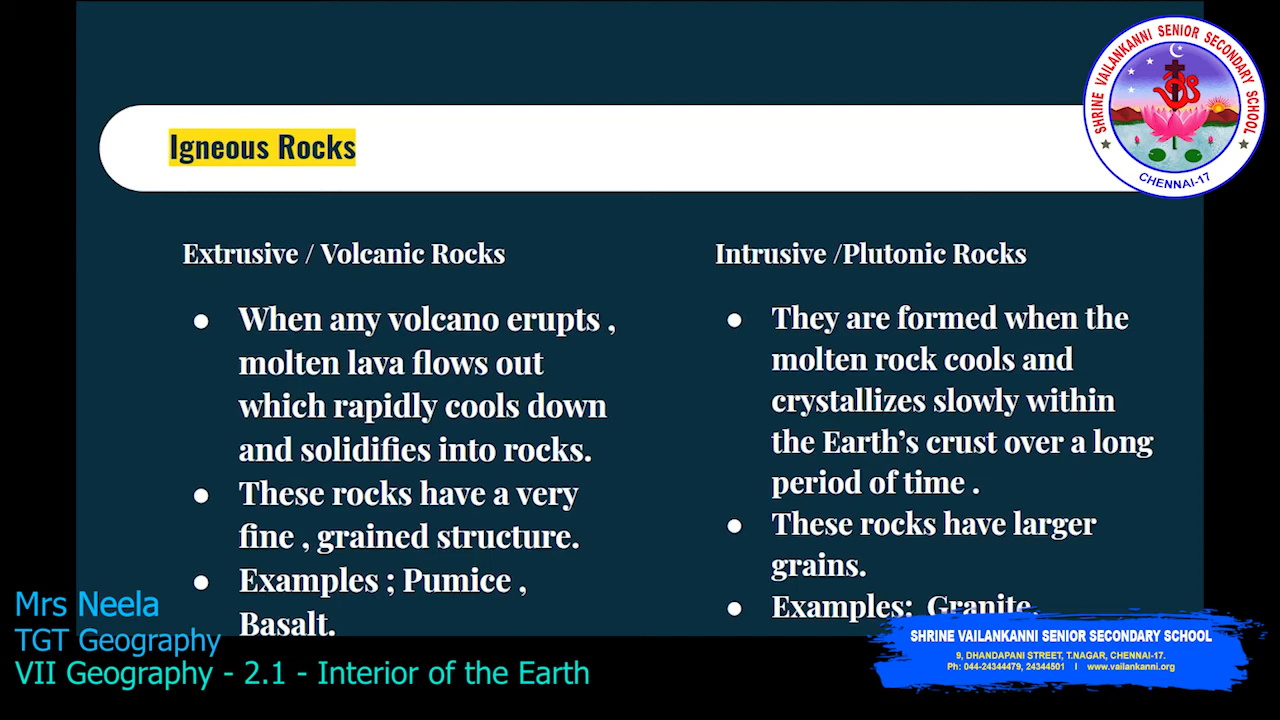 Igneous Rocks
SHRINE VAILANKANNI SENIOR SECONDARY SCHOOL
CHENNAI-17
Extrusive / Volcanic Rocks
● When any volcano erupts ,
molten lava flows out
which rapidly cools down
and solidifies into rocks.
● These rocks have a very
fine , grained structure.
● Examples ; Pumice ,
Basalt.
Intrusive /Plutonic Rocks
● They are formed when the
molten rock cools and
crystallizes slowly within
the Earth’s crust over a long
period of time .
● These rocks have larger
grains.
● Examples: Granite,
Mrs Neela
TGT Geography
VII Geography - 2.1 - Interior of the Earth
SHRINE VAILANKANNI SENIOR SECONDARY SCHOOL
9, DHANDAPANI STREET, T.NAGAR, CHENNAI-17.
Ph: 044-24344479, 24344501 I www.vailankanni.org